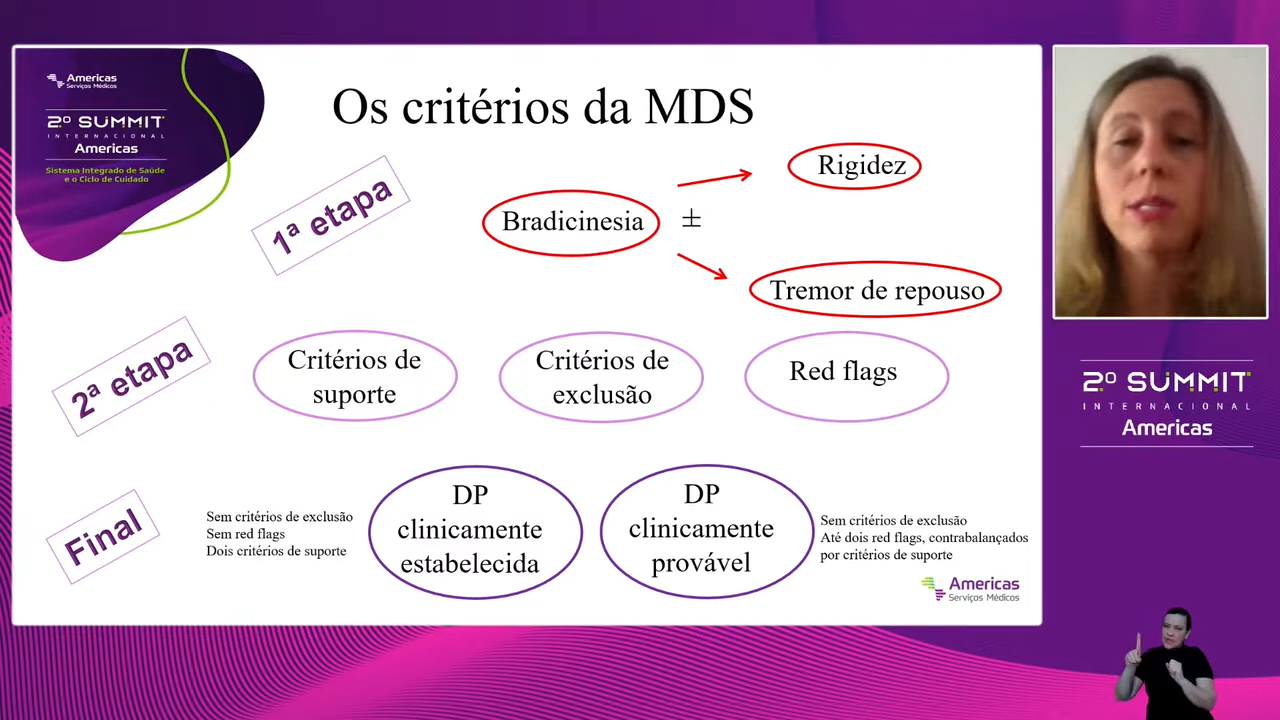 Americas
Serviços Médicos
2º SUMMIT
INTERNACIONAL
Americas
Sistema Integrado de Saúde
e o Ciclo de Cuidado
Os critérios da MDS
1ª etapa
Bradicinesia
±
Rigidez
Tremor de repouso
2ª etapa
Critérios de
suporte
Critérios de
exclusão
Red flags
Final
Sem critérios de exclusão
Sem red flags
Dois critérios de suporte
DP
clinicamente
estabelecida
DP
clinicamente
provável
Sem critérios de exclusão
Até dois red flags, contrabalançados
por critérios de suporte
Americas
Serviços Médicos
2º SUMMIT
INTERNACIONAL
Americas